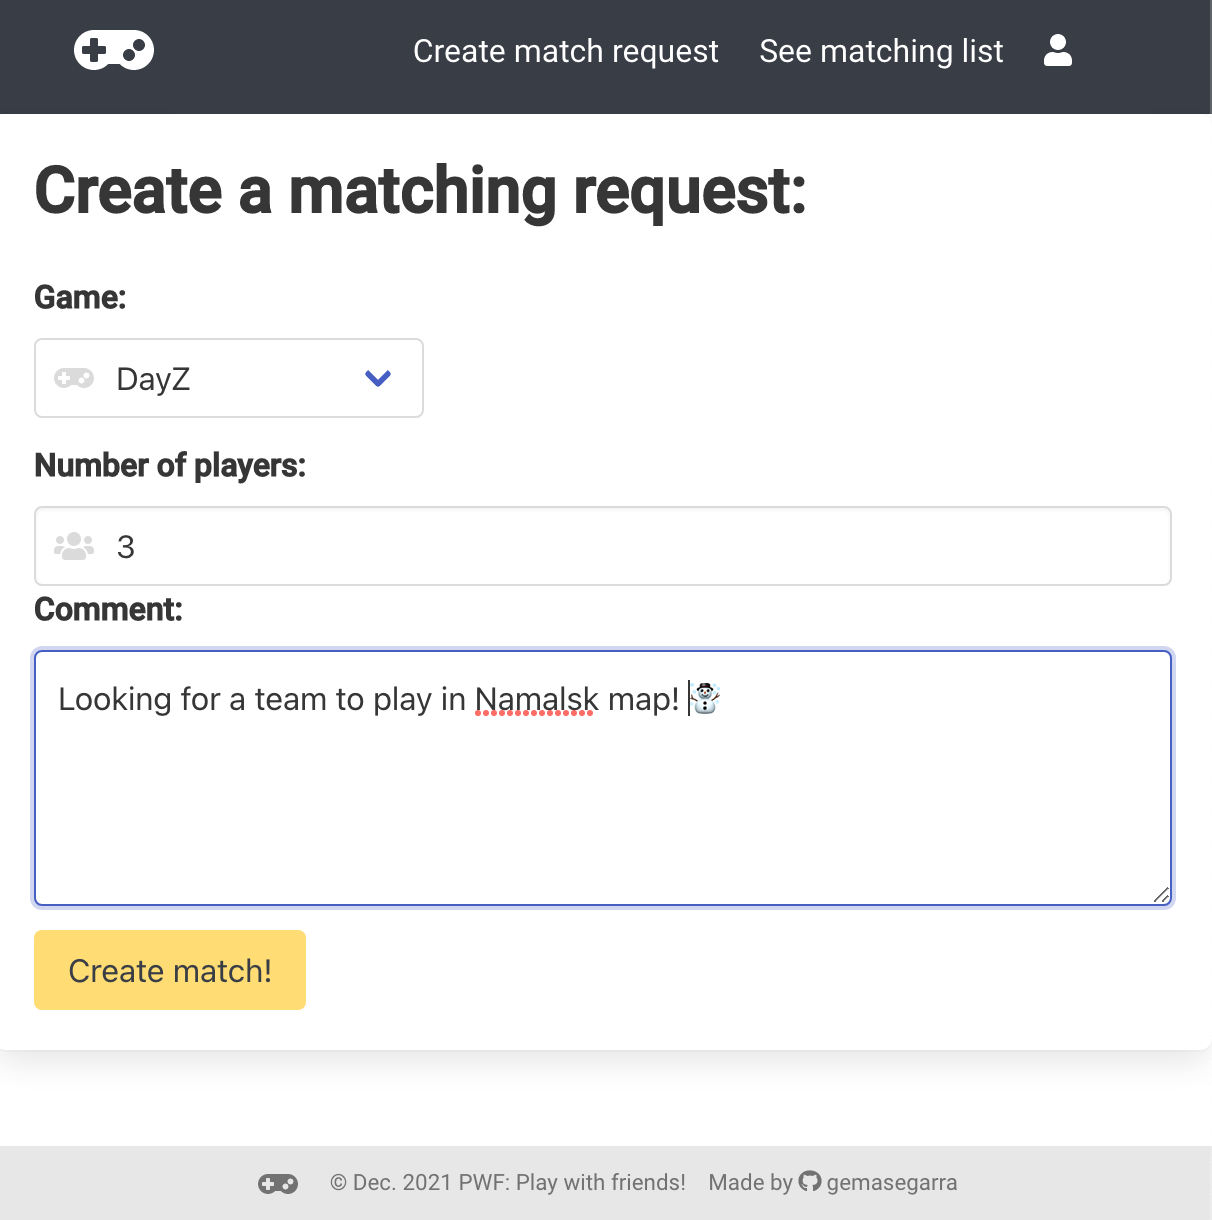 Create match request See matching list
Create a matching request:
Game:
DayZ
Number of players:
3
Comment:
Looking for a team to play in Namalsk map! ☃️
Create match!
© Dec. 2021 PWF: Play with friends! Made by gemasegarra